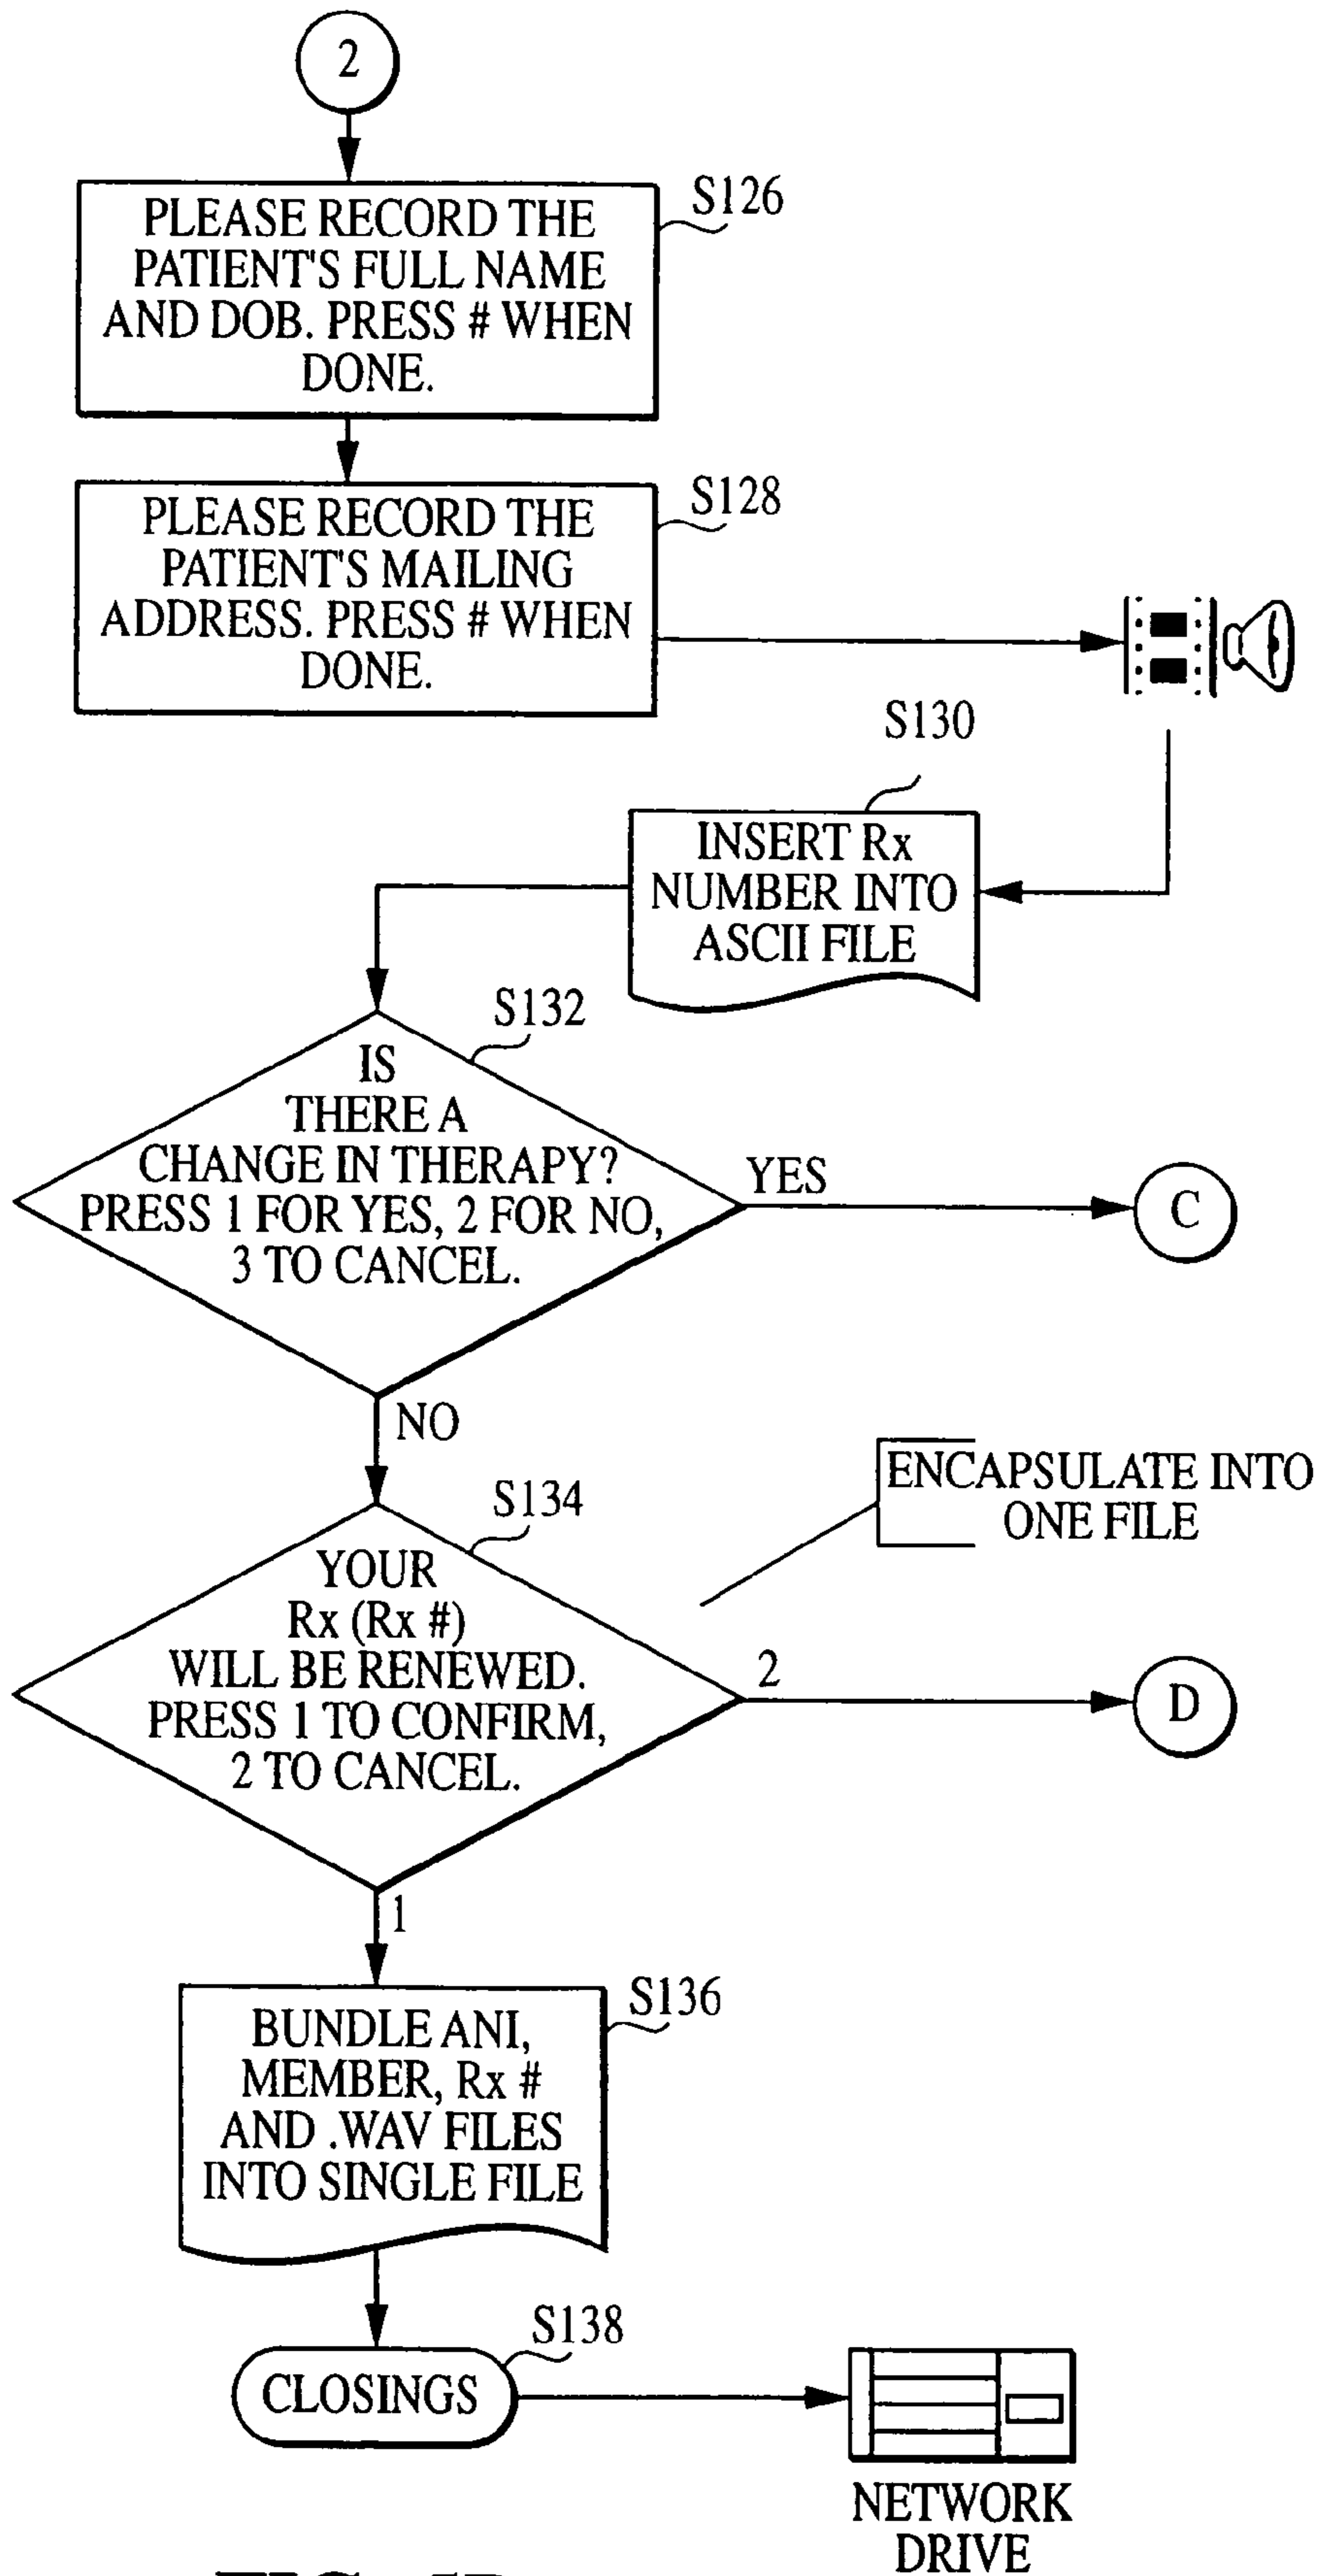 2
S126
PLEASE RECORD THE
PATIENT'S FULL NAME
AND DOB. PRESS # WHEN
DONE.
S128
PLEASE RECORD THE
PATIENT'S MAILING
ADDRESS. PRESS # WHEN
DONE.
S130
INSERT Rx
NUMBER INTO
ASCII FILE
S132
IS
THERE A
CHANGE IN THERAPY?
PRESS 1 FOR YES, 2 FOR NO,
3 TO CANCEL.
YES
C
NO
ENCAPSULATE INTO
ONE FILE
S134
YOUR
Rx (Rx #)
WILL BE RENEWED.
PRESS 1 TO CONFIRM,
2 TO CANCEL.
2
D
1
S136
BUNDLE ANI,
MEMBER, Rx #
AND .WAV FILES
INTO SINGLE FILE
S138
CLOSINGS
NETWORK
DRIVE